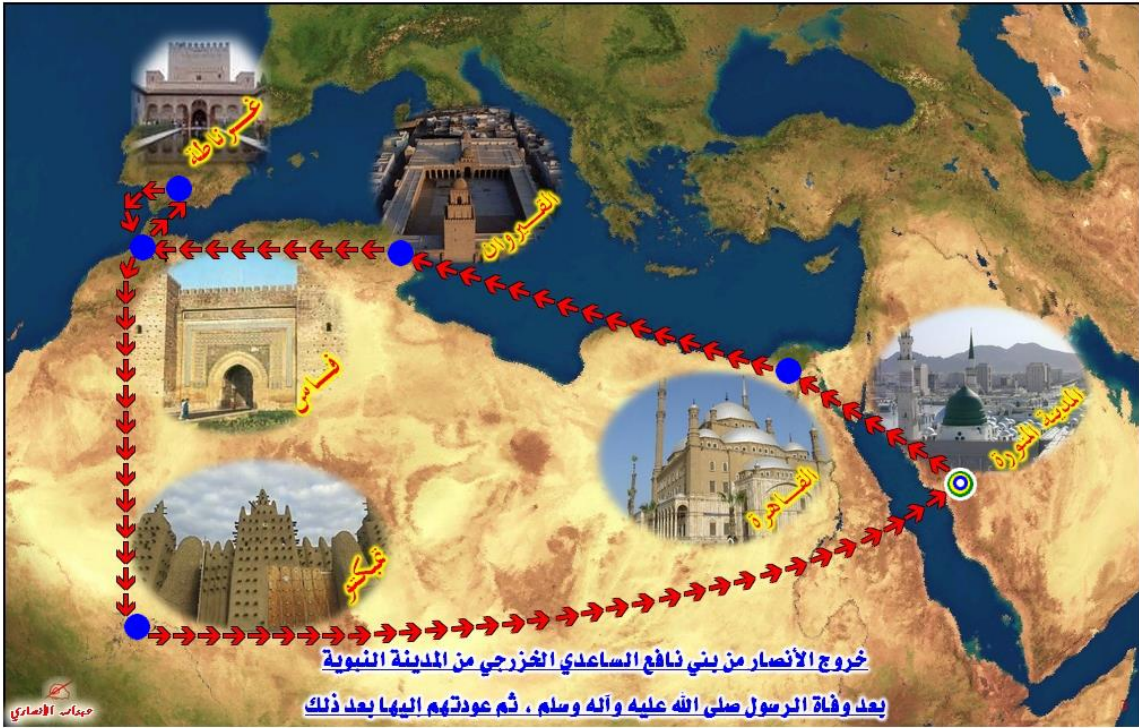 غرناطة
القيروان
فاس
المدينة المنورة
القاهرة
تمبكتو
خروج الأنصار من بني نافع الساعدي الخزرجي من المدينة النبوية
بعد وفاة الرسول صلى الله عليه وآله وسلم ، ثم عودتهم إليها بعد ذلك
الأنصاري